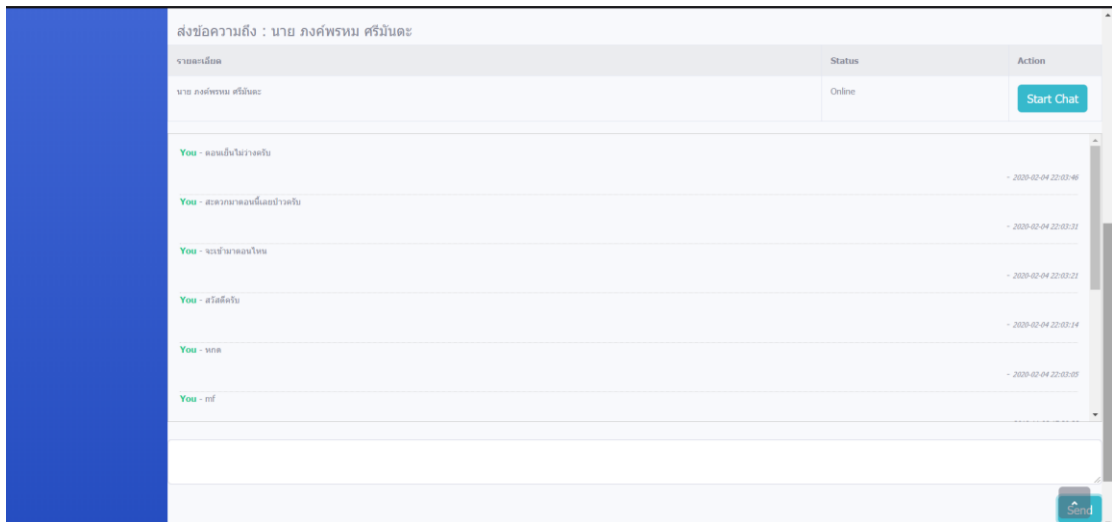 ส่งข้อความถึง : นาย ภงค์พรหม ศรีมันตะ
รายละเอียด Status Action
นาย ภงค์พรหม ศรีมันตะ Online Start Chat
You - ตอนเย็นไม่ว่างครับ
- 2020-02-04 22:03:46
You - สะดวกมาตอนนี้เลยป่าวครับ
- 2020-02-04 22:03:31
You - จะเข้ามาตอนไหน
- 2020-02-04 22:03:21
You - สวัสดีครับ
- 2020-02-04 22:03:14
You - ทกด
- 2020-02-04 22:03:05
You - mf
Send